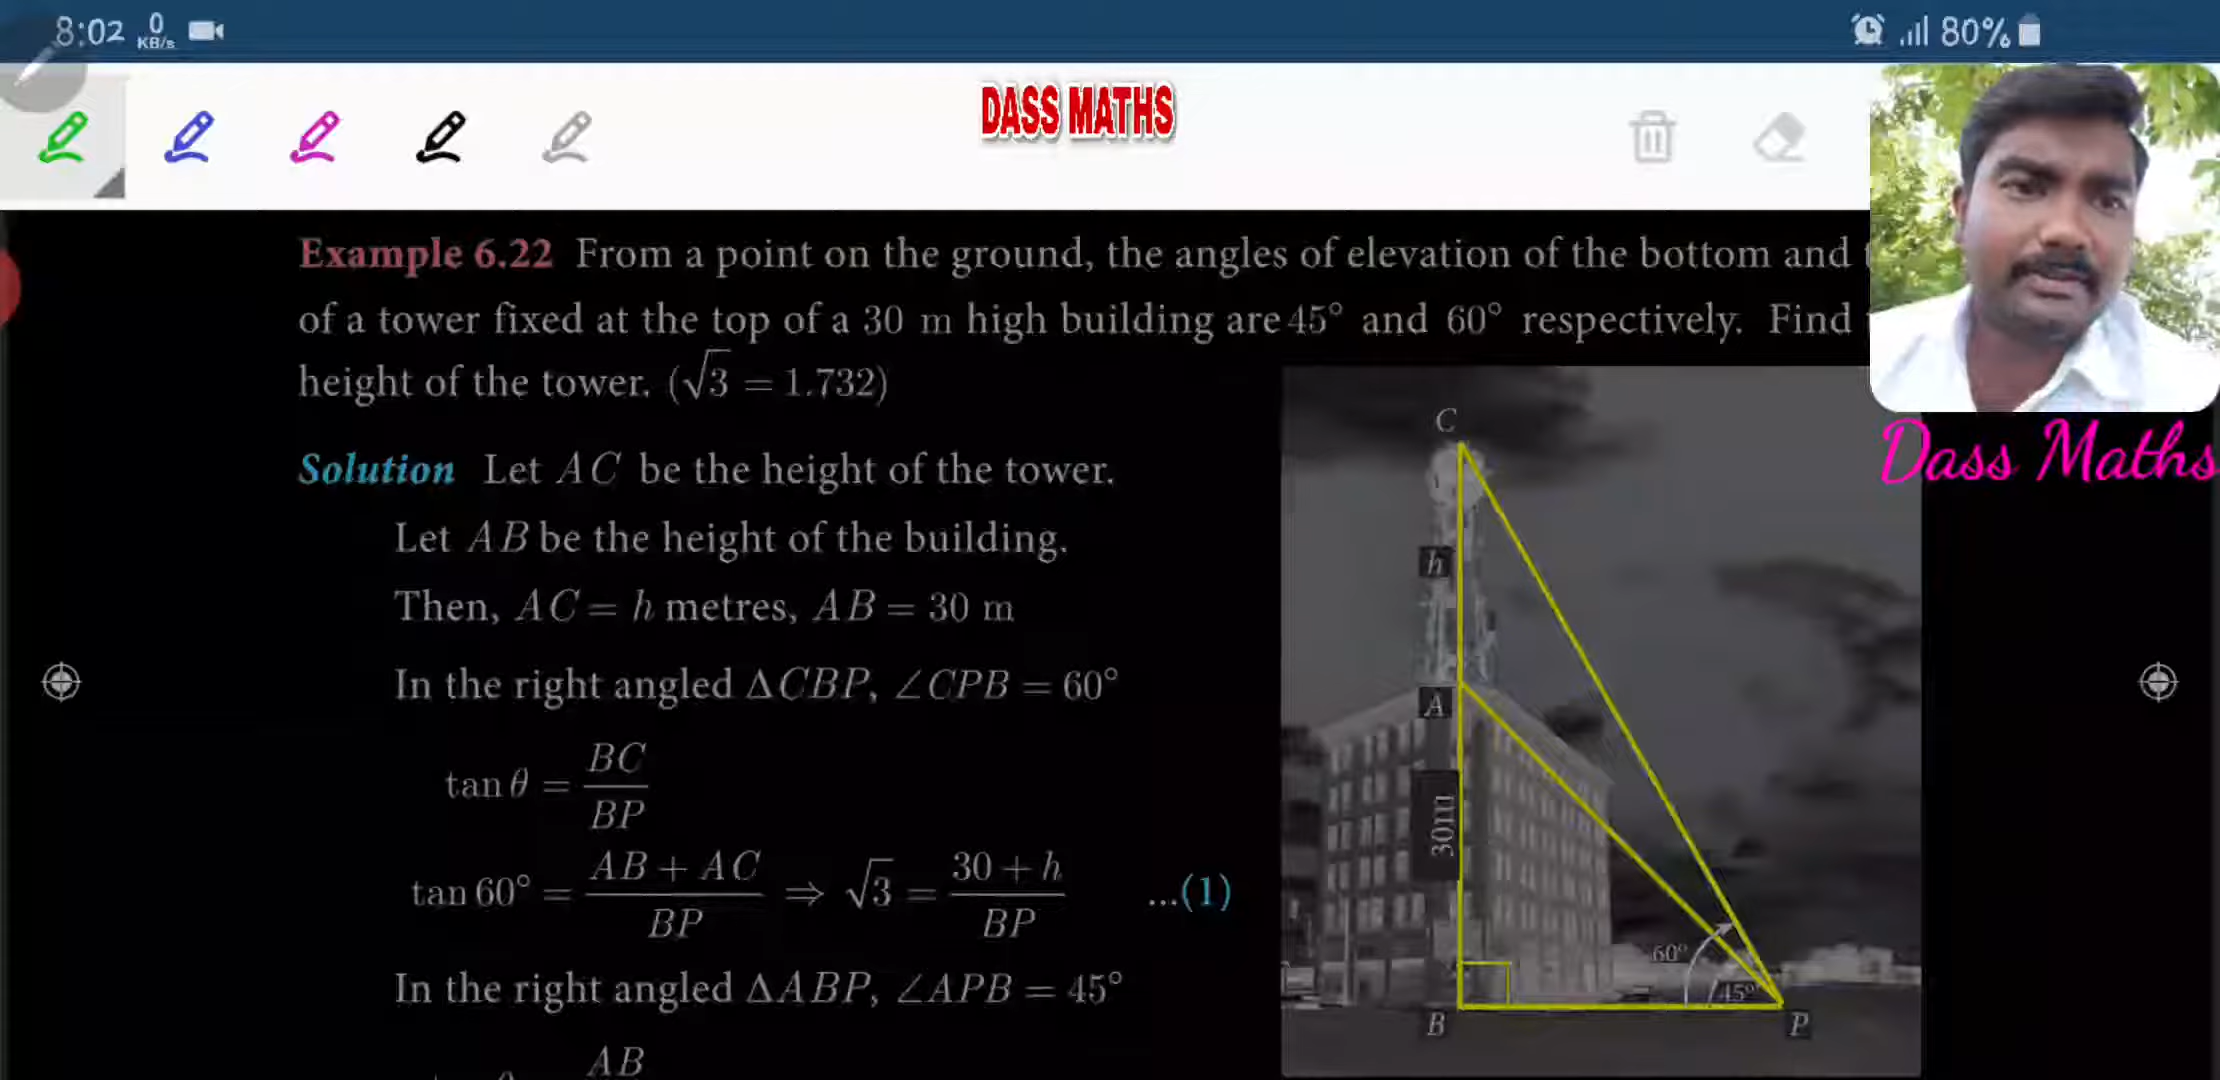 8:02 0 KB/s 80%
DASS MATHS
Example 6.22 From a point on the ground, the angles of elevation of the bottom and
of a tower fixed at the top of a 30 m high building are 45° and 60° respectively. Find
height of the tower. (√3 = 1.732)
Dass Maths
Solution Let AC be the height of the tower.
Let AB be the height of the building.
Then, AC = h metres, AB = 30 m
In the right angled ΔCBP, ∠CPB = 60°
tan θ = BC/BP
tan 60° = (AB + AC)/BP ⇒ √3 = (30 + h)/BP ...(1)
In the right angled ΔABP, ∠APB = 45°
AB
C
h
A
30m
60°
45°
B
P